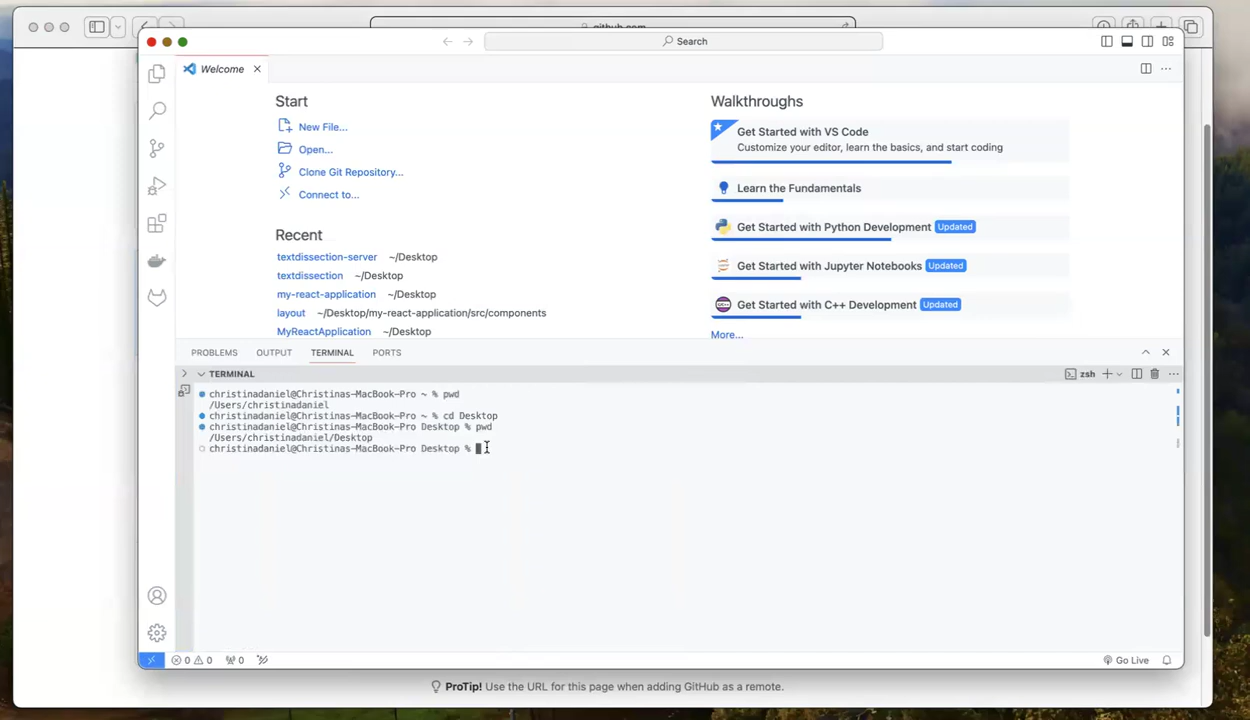 Search
Welcome
Start
New File...
Open...
Clone Git Repository...
Connect to...
Recent
textdissection-server ~/Desktop
textdissection ~/Desktop
my-react-application ~/Desktop
layout ~/Desktop/my-react-application/src/components
MyReactApplication ~/Desktop
Walkthroughs
Get Started with VS Code
Customize your editor, learn the basics, and start coding
Learn the Fundamentals
Get Started with Python Development Updated
Get Started with Jupyter Notebooks Updated
Get Started with C++ Development Updated
More...
PROBLEMS OUTPUT TERMINAL PORTS
TERMINAL
zsh
christinadaniel@Christinas-MacBook-Pro ~ % pwd
/Users/christinadaniel
christinadaniel@Christinas-MacBook-Pro ~ % cd Desktop
christinadaniel@Christinas-MacBook-Pro Desktop % pwd
/Users/christinadaniel/Desktop
christinadaniel@Christinas-MacBook-Pro Desktop %
0 0 0
Go Live
ProTip! Use the URL for this page when adding GitHub as a remote.